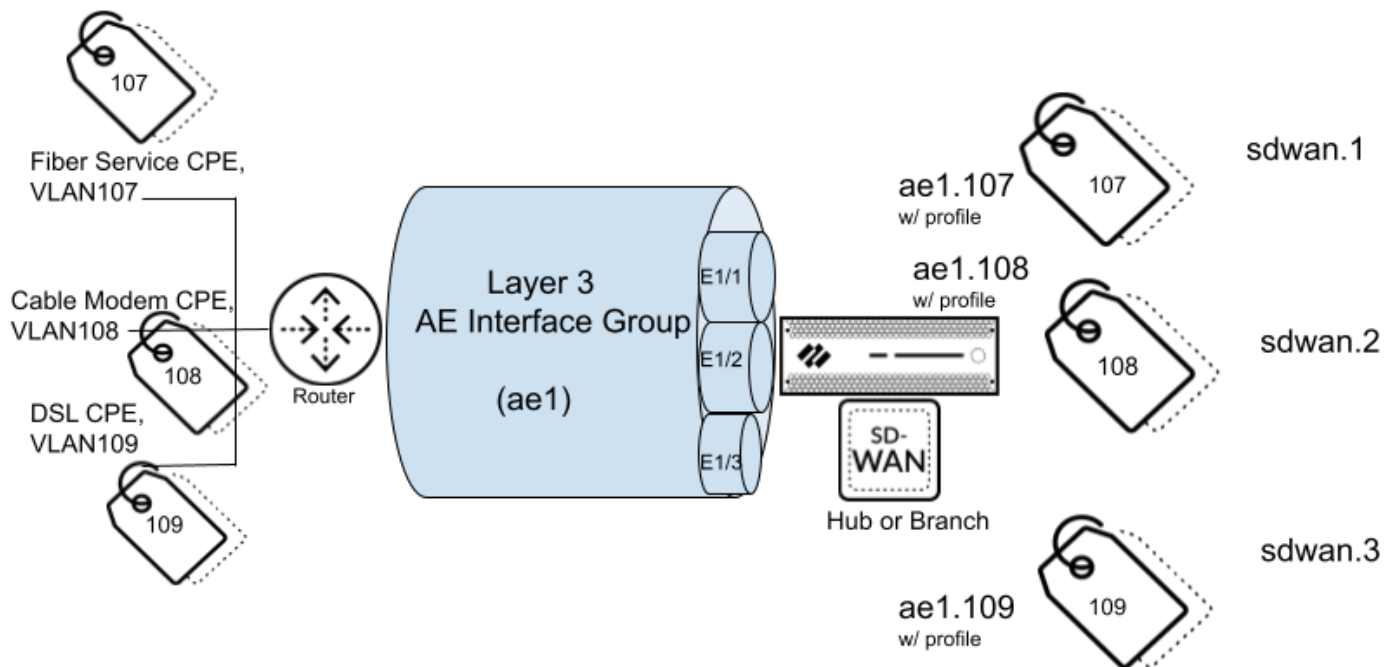 107
Fiber Service CPE,
VLAN107
Cable Modem CPE,
VLAN108
108
DSL CPE,
VLAN109
109
Router
Layer 3
AE Interface Group
(ae1)
E1/1
E1/2
E1/3
SD-
WAN
Hub or Branch
ae1.107
w/ profile
107
sdwan.1
ae1.108
w/ profile
108
sdwan.2
ae1.109
w/ profile
109
sdwan.3